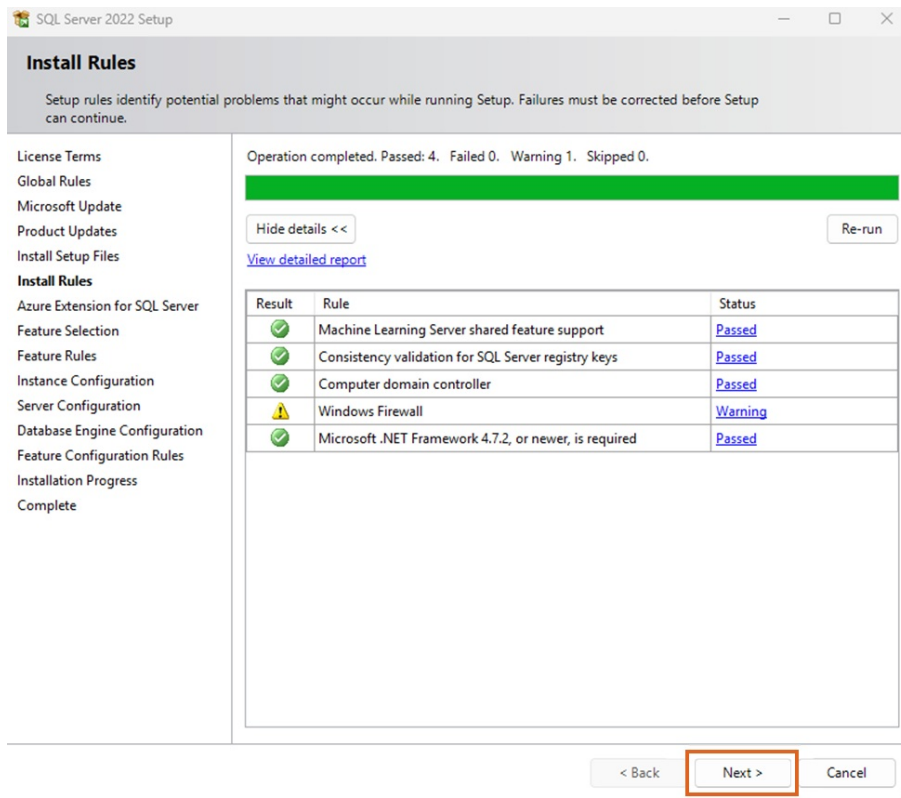 SQL Server 2022 Setup
Install Rules
Setup rules identify potential problems that might occur while running Setup. Failures must be corrected before Setup
can continue.
License Terms
Global Rules
Microsoft Update
Product Updates
Install Setup Files
Install Rules
Azure Extension for SQL Server
Feature Selection
Feature Rules
Instance Configuration
Server Configuration
Database Engine Configuration
Feature Configuration Rules
Installation Progress
Complete
Operation completed. Passed: 4.   Failed 0.   Warning 1.   Skipped 0.
Hide details <<
Re-run
View detailed report
Result Rule Status
Machine Learning Server shared feature support Passed
Consistency validation for SQL Server registry keys Passed
Computer domain controller Passed
Windows Firewall Warning
Microsoft .NET Framework 4.7.2, or newer, is required Passed
< Back Next > Cancel